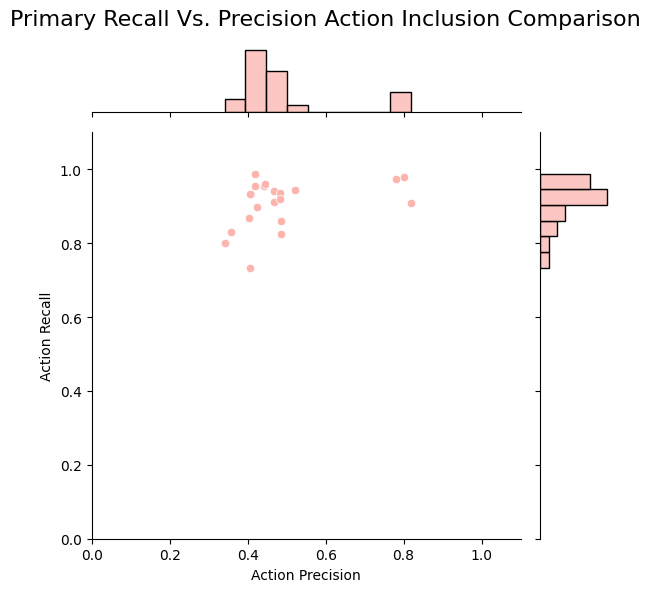 Primary Recall Vs. Precision Action Inclusion Comparison
1.0
0.8
0.6
0.4
0.2
0.0
Action Recall
0.0 0.2 0.4 0.6 0.8 1.0
Action Precision